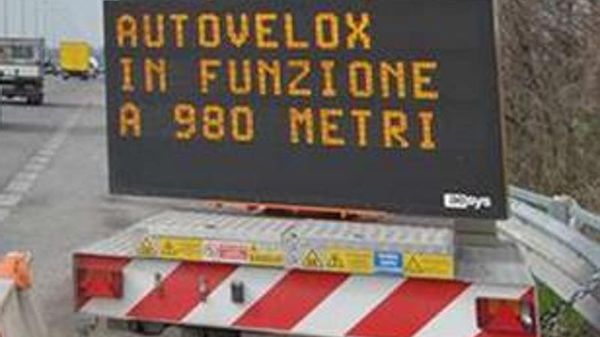 AUTOVELOX
IN FUNZIONE
A 980 METRI